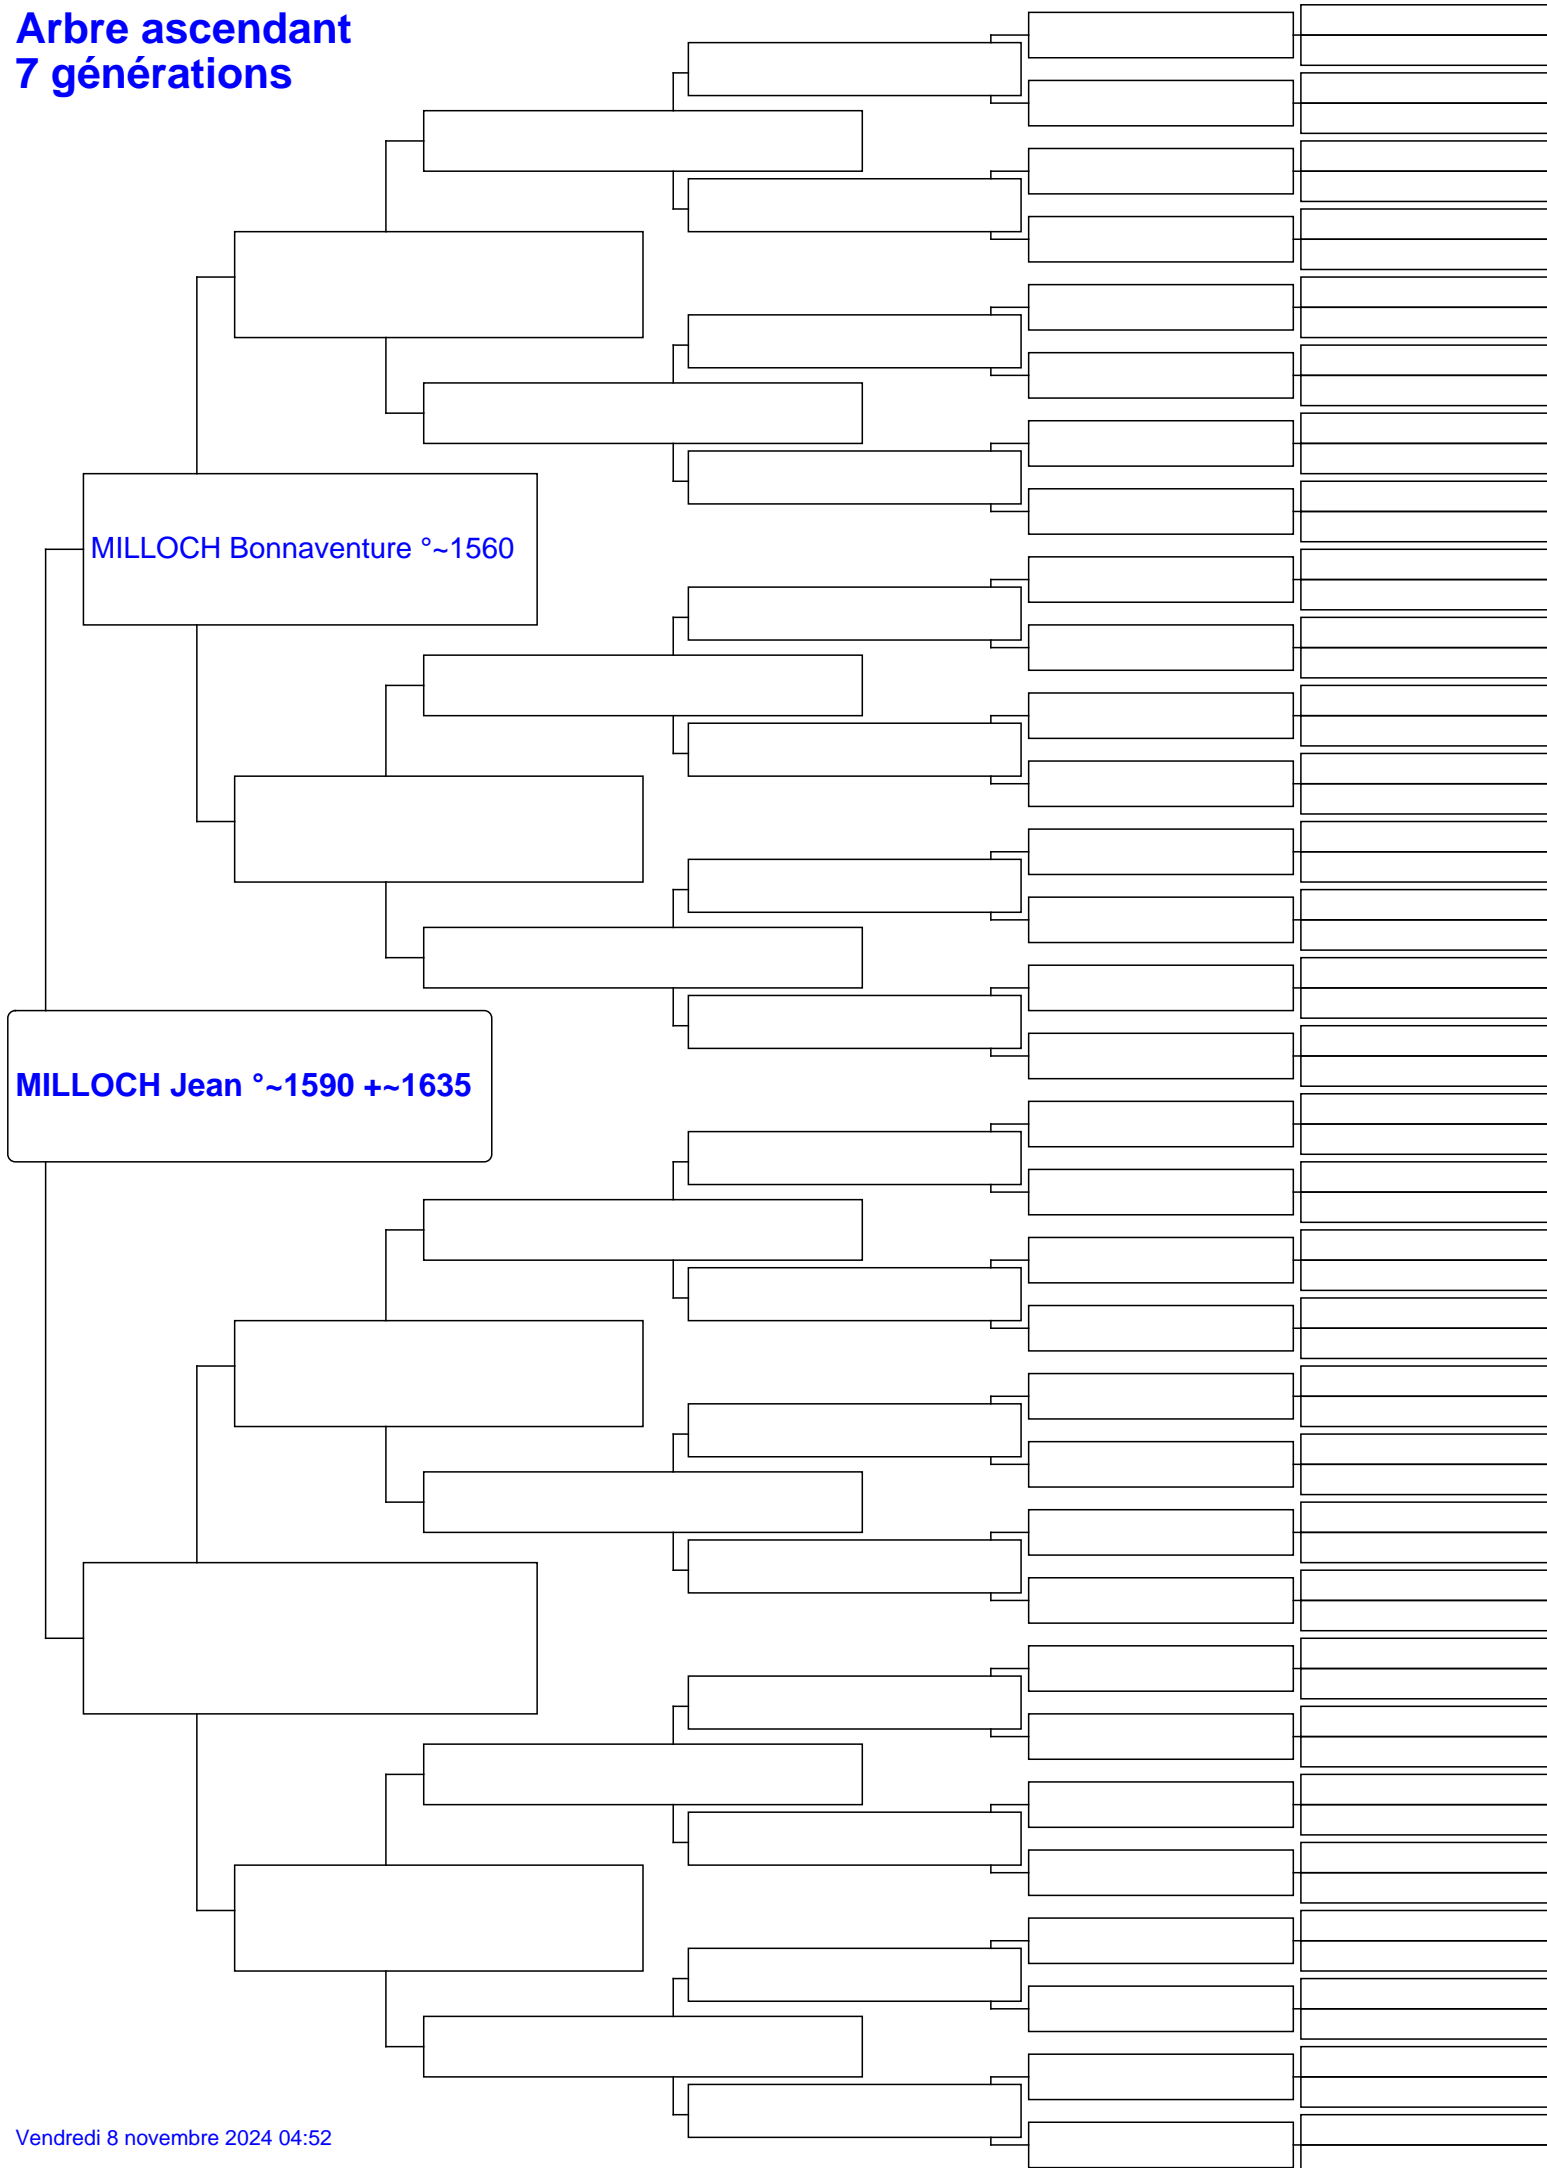 Arbre ascendant
7 générations
MILLOCH Bonnaventure °~1560
MILLOCH Jean °~1590 +~1635
Vendredi 8 novembre 2024 04:52